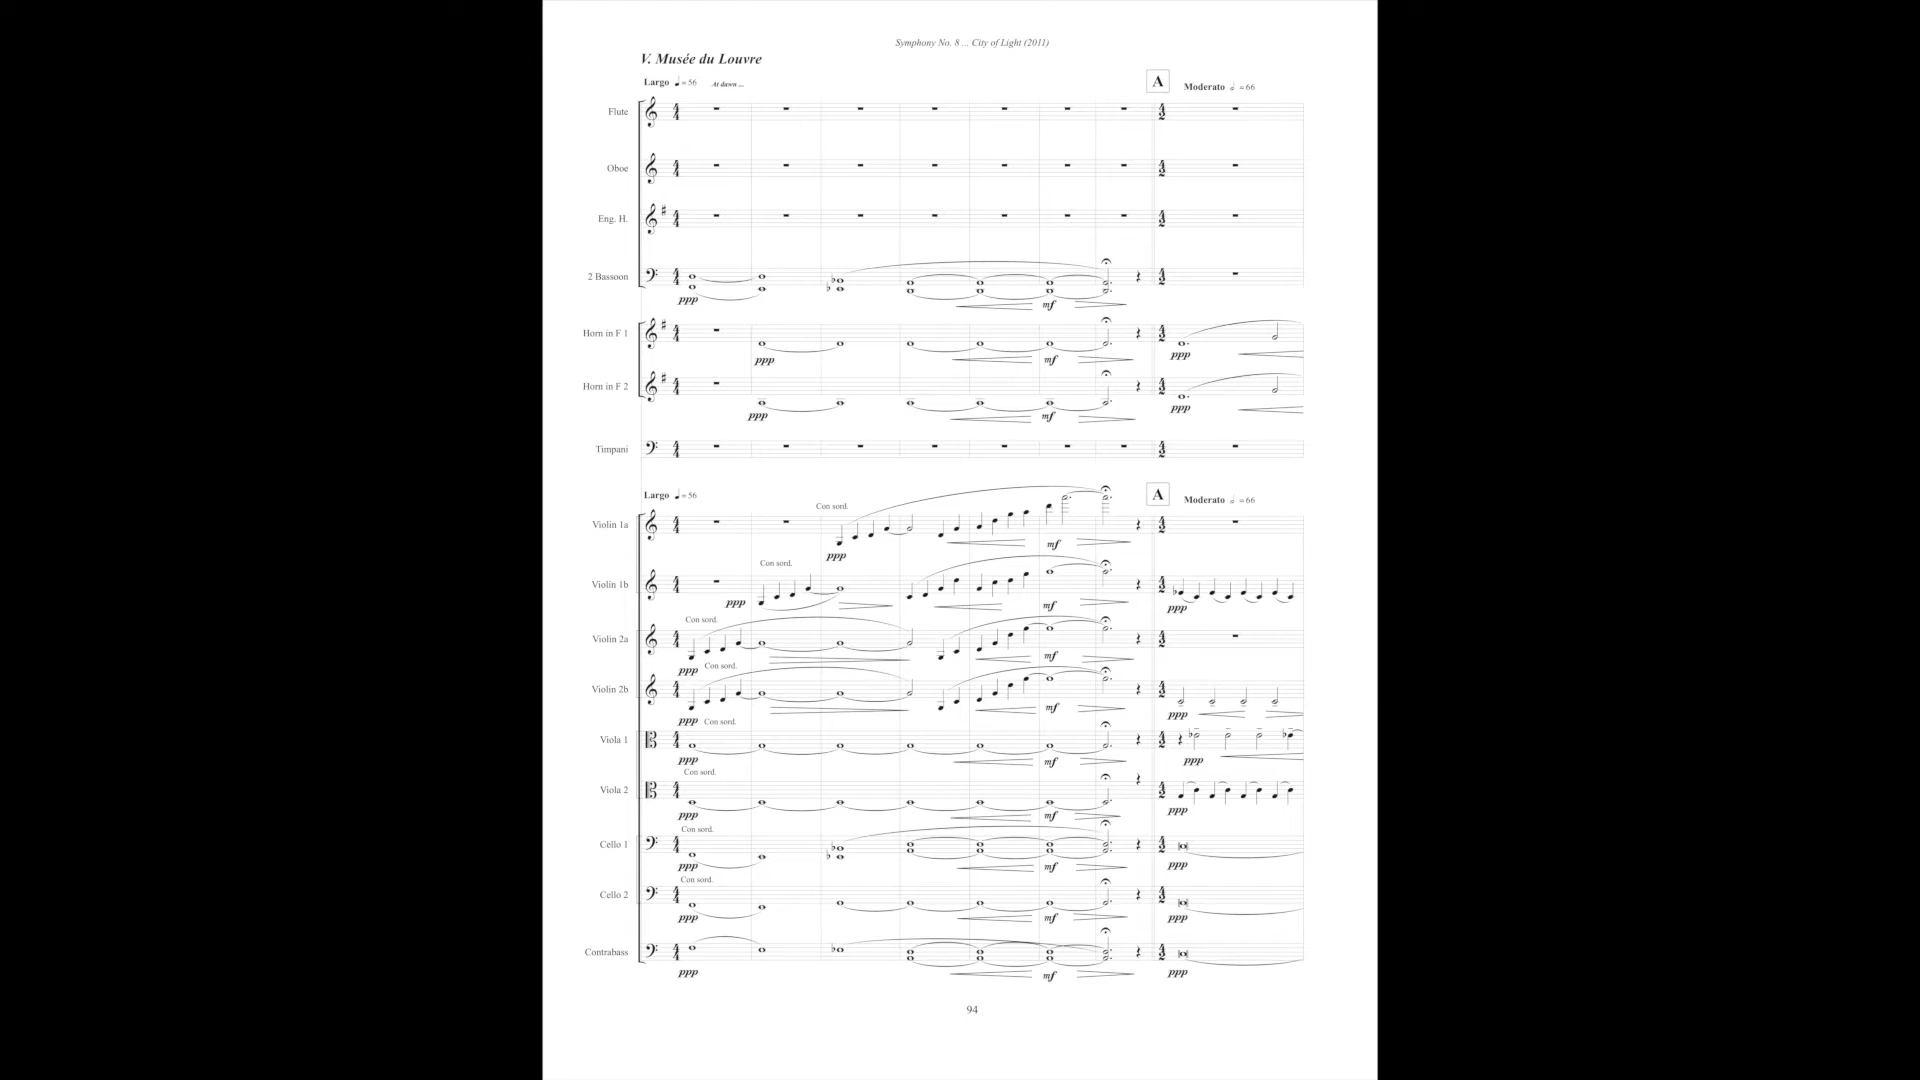 Symphony No. 8 ... City of Light (2011)
V. Musée du Louvre
Largo ♩ = 56 At dawn ...
A Moderato 𝅗𝅥 = 66
Flute
Oboe
Eng. H.
2 Bassoon
ppp mf
Horn in F 1
ppp mf ppp
Horn in F 2
ppp mf ppp
Timpani
Largo ♩ = 56
A Moderato 𝅗𝅥 = 66
Con sord.
Violin 1a
ppp mf
Con sord.
Violin 1b
ppp mf ppp
Con sord.
Violin 2a
ppp mf
Con sord.
Violin 2b
ppp mf ppp
Con sord.
Viola 1
ppp mf ppp
Con sord.
Viola 2
ppp mf ppp
Con sord.
Cello 1
ppp mf ppp
Con sord.
Cello 2
ppp mf ppp
Contrabass
ppp mf ppp
94